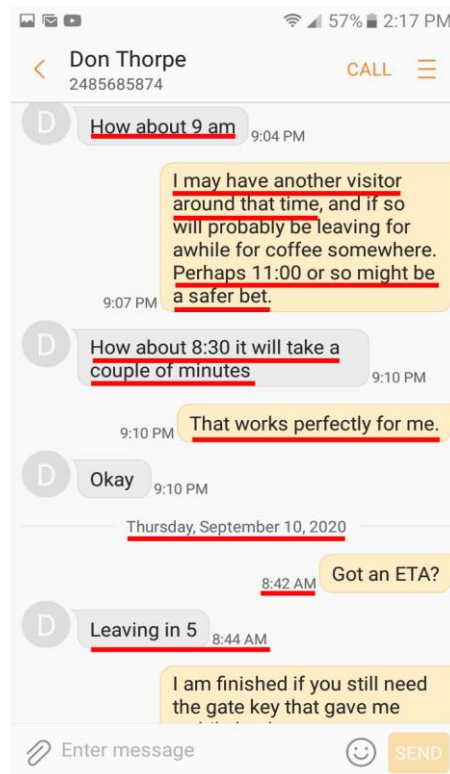 57% 2:17 PM
Don Thorpe
2485685874
CALL
D
How about 9 am
9:04 PM
I may have another visitor
around that time, and if so
will probably be leaving for
awhile for coffee somewhere.
Perhaps 11:00 or so might be
a safer bet.
9:07 PM
D
How about 8:30 it will take a
couple of minutes
9:10 PM
That works perfectly for me.
9:10 PM
D
Okay
9:10 PM
Thursday, September 10, 2020
Got an ETA?
8:42 AM
D
Leaving in 5
8:44 AM
I am finished if you still need
the gate key that gave me
Enter message
SEND